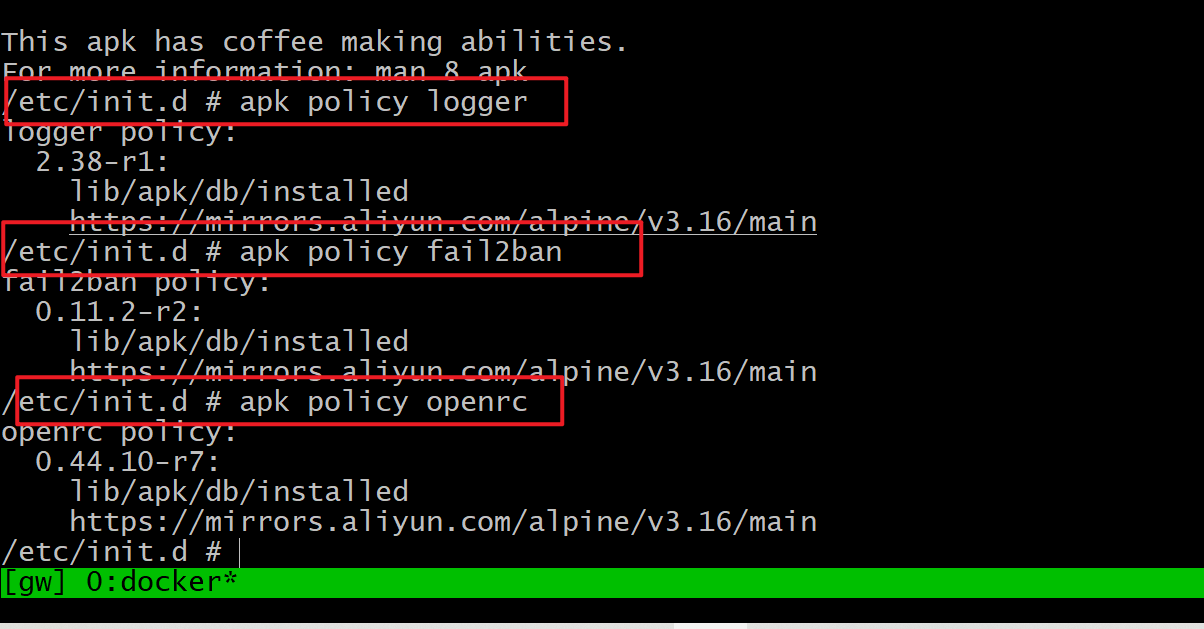 This apk has coffee making abilities.
For more information: man 8 apk
/etc/init.d # apk policy logger
logger policy:
  2.38-r1:
    lib/apk/db/installed
    https://mirrors.aliyun.com/alpine/v3.16/main
/etc/init.d # apk policy fail2ban
fail2ban policy:
  0.11.2-r2:
    lib/apk/db/installed
    https://mirrors.aliyun.com/alpine/v3.16/main
/etc/init.d # apk policy openrc
openrc policy:
  0.44.10-r7:
    lib/apk/db/installed
    https://mirrors.aliyun.com/alpine/v3.16/main
/etc/init.d #
[gw] 0:docker*